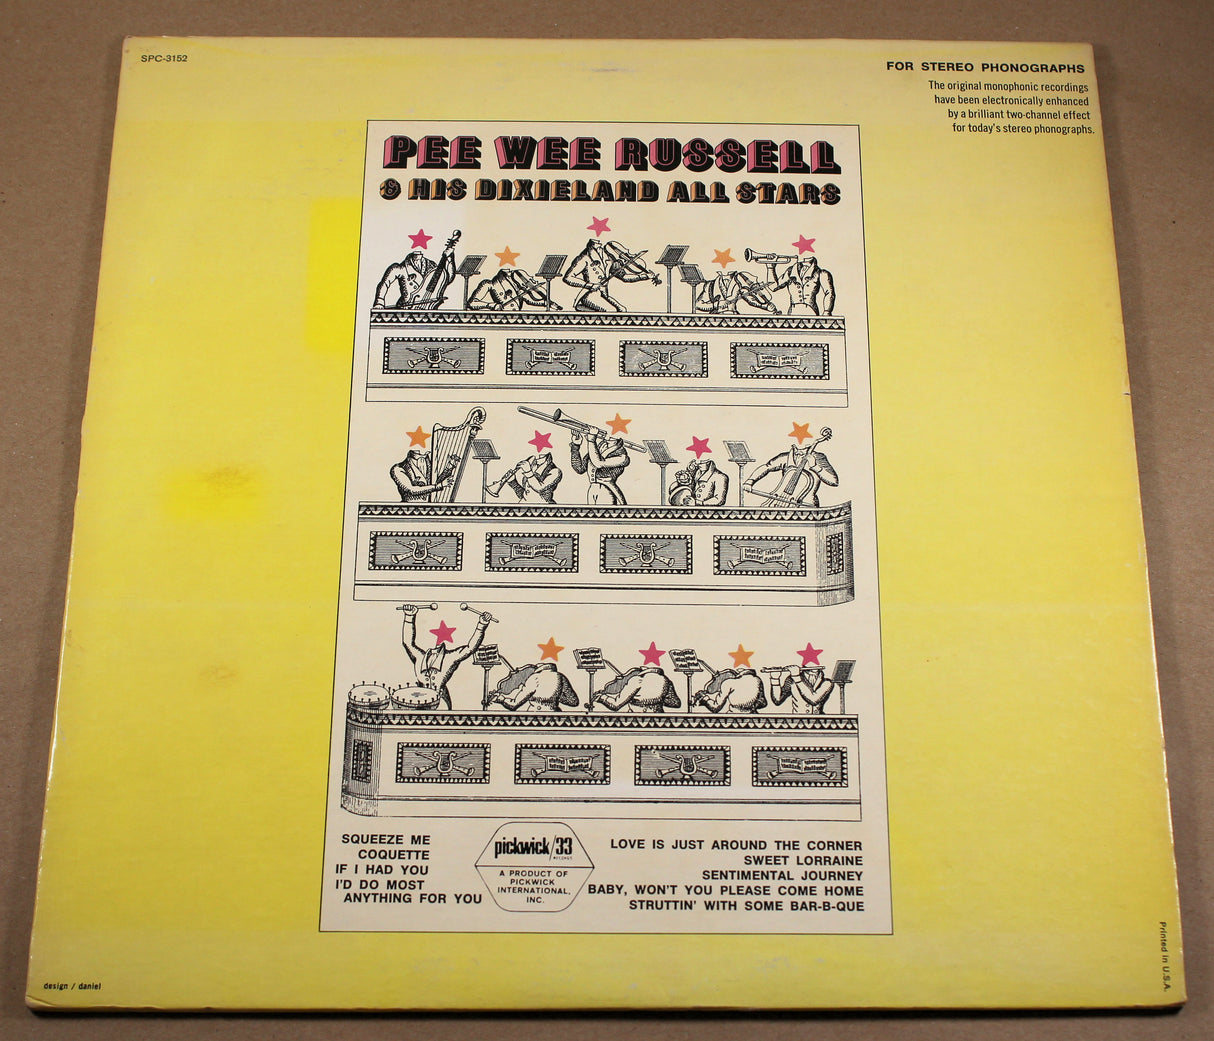 SPC-3152
FOR STEREO PHONOGRAPHS
The original monophonic recordings
have been electronically enhanced
by a brilliant two-channel effect
for today's stereo phonographs.
PEE WEE RUSSELL
& HIS DIXIELAND ALL STARS
SQUEEZE ME
COQUETTE
IF I HAD YOU
I'D DO MOST
ANYTHING FOR YOU
pickwick/33
RECORDS
A PRODUCT OF
PICKWICK
INTERNATIONAL,
INC.
LOVE IS JUST AROUND THE CORNER
SWEET LORRAINE
SENTIMENTAL JOURNEY
BABY, WON'T YOU PLEASE COME HOME
STRUTTIN' WITH SOME BAR-B-QUE
design / daniel
Printed in U.S.A.